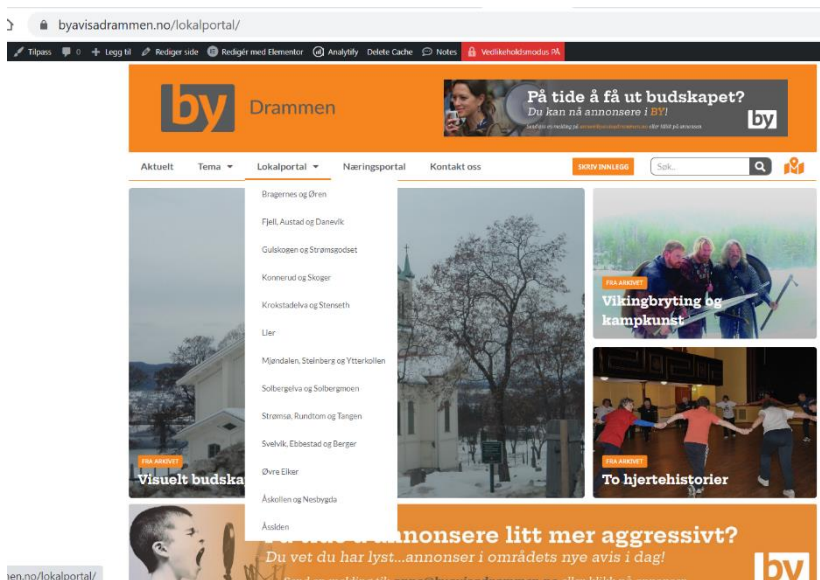 byavisadrammen.no/lokalportal/
Tilpass 0 Legg til Rediger side Redigér med Elementor Analytify Delete Cache Notes Vedlikeholdsmodus PÅ
by Drammen
På tide å få ut budskapet?
Du kan nå annonsere i BY!
by
Aktuelt Tema Lokalportal Næringsportal Kontakt oss SKRIV INNLEGG Søk...
Bragernes og Øren
Fjell, Austad og Danevik
Gulskogen og Strømsgodset
Konnerud og Skoger
Krokstadelva og Stenseth
Lier
Mjøndalen, Steinberg og Ytterkollen
Solbergelva og Solbergmoen
Strømsø, Rundtom og Tangen
Svelvik, Ebbestad og Berger
Øvre Eiker
Åskollen og Nesbygda
Åssiden
FRA ARKIVET
Visuelt budska
FRA ARKIVET
Vikingbryting og
kampkunst
FRA ARKIVET
To hjertehistorier
annonsere litt mer aggressivt?
Du vet du har lyst...annonser i områdets nye avis i dag!
by
en.no/lokalportal/